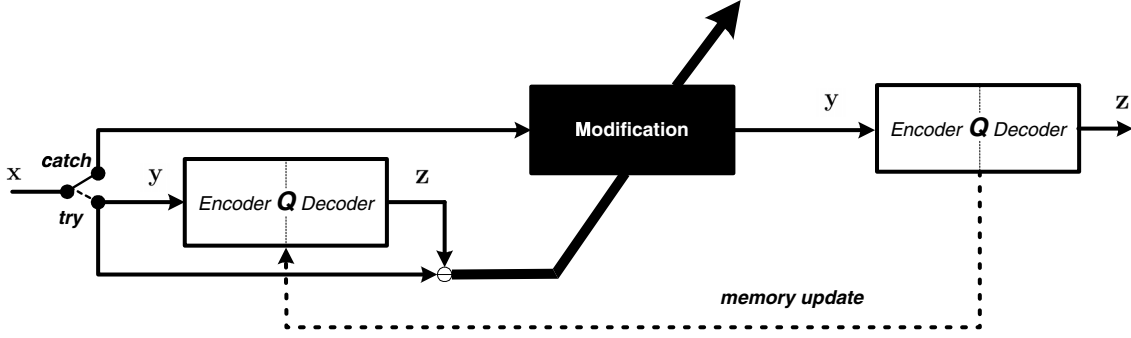 x
catch
try
y
Encoder Q Decoder
z
Modification
y
Encoder Q Decoder
z
memory update